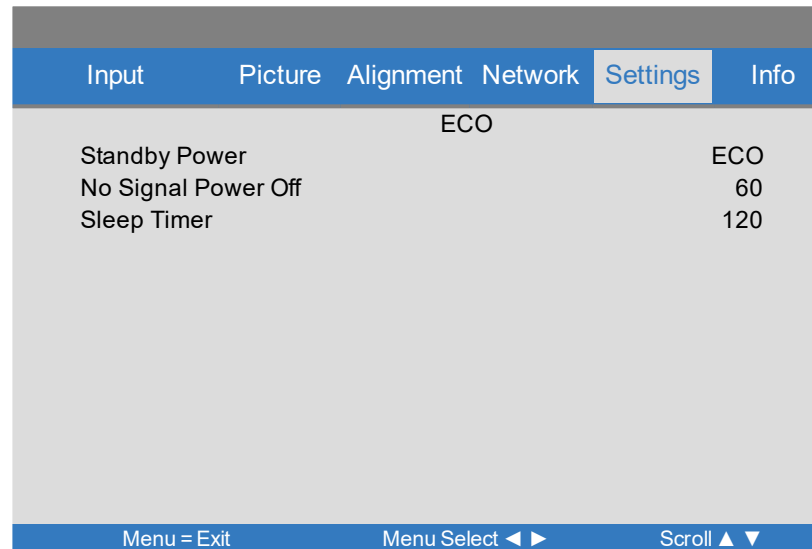 Input Picture Alignment Network Settings Info
ECO
Standby Power ECO
No Signal Power Off 60
Sleep Timer 120
Menu = Exit Menu Select ◄ ► Scroll ▲ ▼